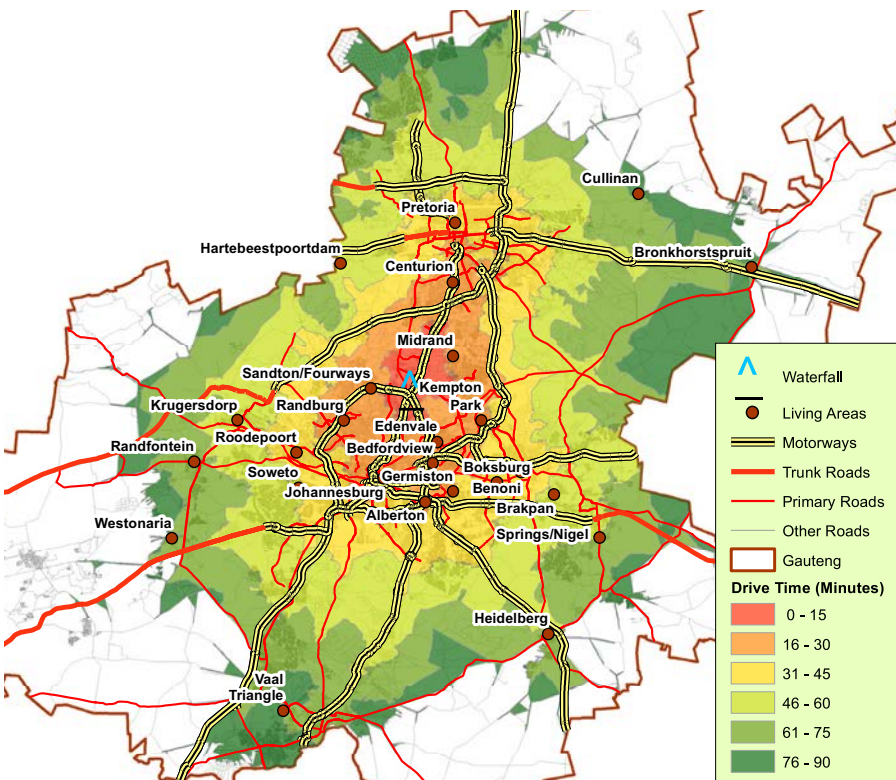 Cullinan
Pretoria
Hartebeestpoortdam
Bronkhorstspruit
Centurion
Midrand
Sandton/Fourways
Kempton
Park
Krugersdorp
Randburg
Edenvale
Roodepoort
Bedfordview
Randfontein
Soweto
Boksburg
Germiston
Johannesburg
Benoni
Alberton
Brakpan
Westonaria
Springs/Nigel
Heidelberg
Vaal
Triangle
Waterfall
Living Areas
Motorways
Trunk Roads
Primary Roads
Other Roads
Gauteng
Drive Time (Minutes)
0 - 15
16 - 30
31 - 45
46 - 60
61 - 75
76 - 90